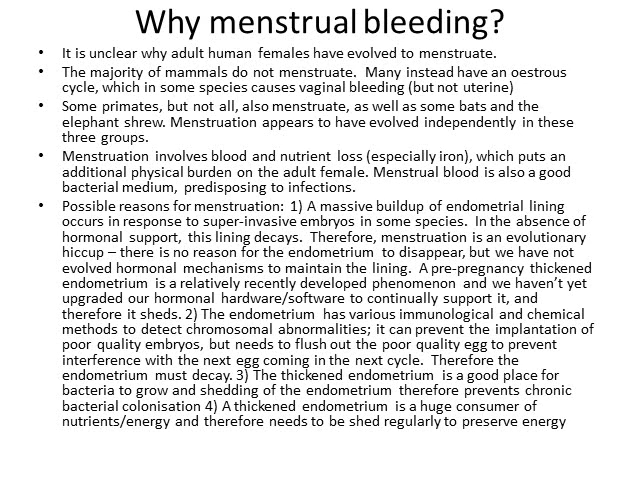 Why menstrual bleeding?
• It is unclear why adult human females have evolved to menstruate.
• The majority of mammals do not menstruate. Many instead have an oestrous
cycle, which in some species causes vaginal bleeding (but not uterine)
• Some primates, but not all, also menstruate, as well as some bats and the
elephant shrew. Menstruation appears to have evolved independently in these
three groups.
• Menstruation involves blood and nutrient loss (especially iron), which puts an
additional physical burden on the adult female. Menstrual blood is also a good
bacterial medium, predisposing to infections.
• Possible reasons for menstruation: 1) A massive buildup of endometrial lining
occurs in response to super-invasive embryos in some species. In the absence of
hormonal support, this lining decays. Therefore, menstruation is an evolutionary
hiccup – there is no reason for the endometrium to disappear, but we have not
evolved hormonal mechanisms to maintain the lining. A pre-pregnancy thickened
endometrium is a relatively recently developed phenomenon and we haven't yet
upgraded our hormonal hardware/software to continually support it, and
therefore it sheds. 2) The endometrium has various immunological and chemical
methods to detect chromosomal abnormalities; it can prevent the implantation of
poor quality embryos, but needs to flush out the poor quality egg to prevent
interference with the next egg coming in the next cycle. Therefore the
endometrium must decay. 3) The thickened endometrium is a good place for
bacteria to grow and shedding of the endometrium therefore prevents chronic
bacterial colonisation 4) A thickened endometrium is a huge consumer of
nutrients/energy and therefore needs to be shed regularly to preserve energy